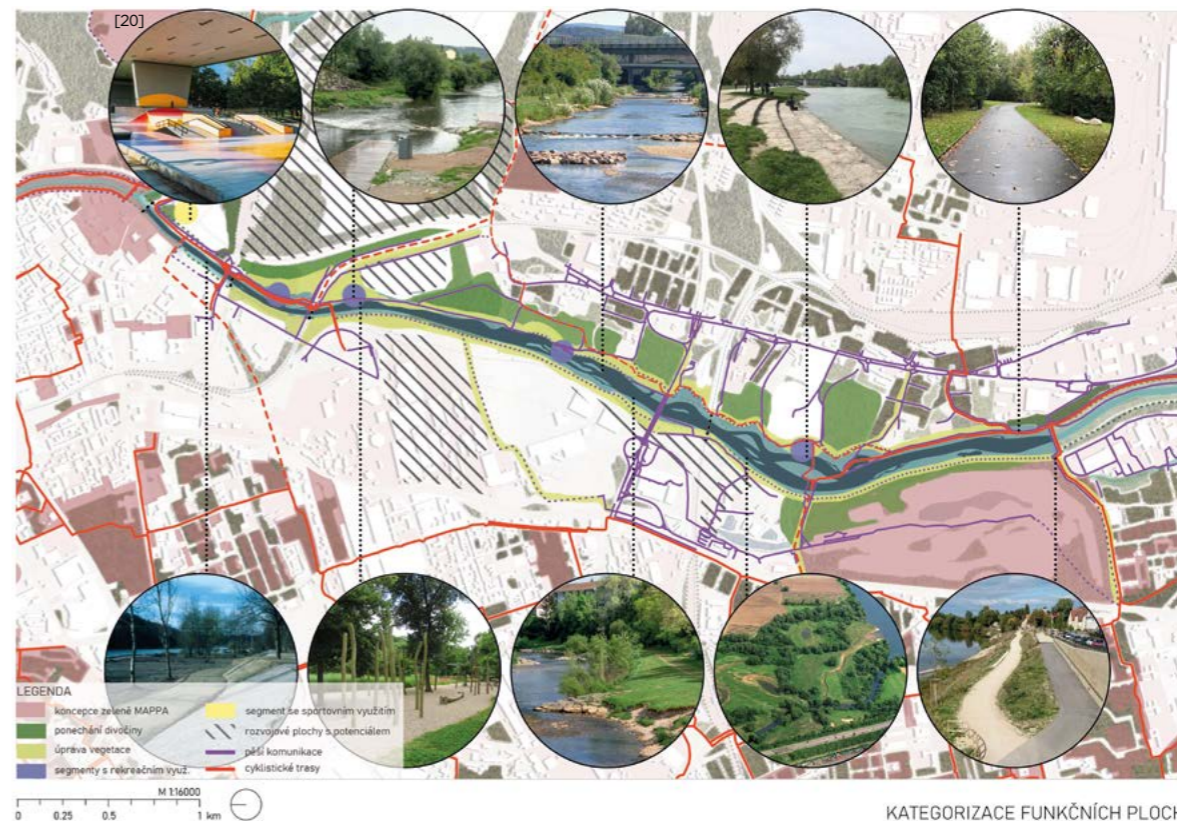 [20]
LEGENDA
koncepce zeleně MAPPA
ponechání divočiny
úprava vegetace
segmenty s rekreačním využ.
segment se sportovním využitím
rozvojové plochy s potenciálem
pěší komunikace
cyklistické trasy
M 1:16000
0 0.25 0.5 1 km
KATEGORIZACE FUNKČNÍCH PLOCH